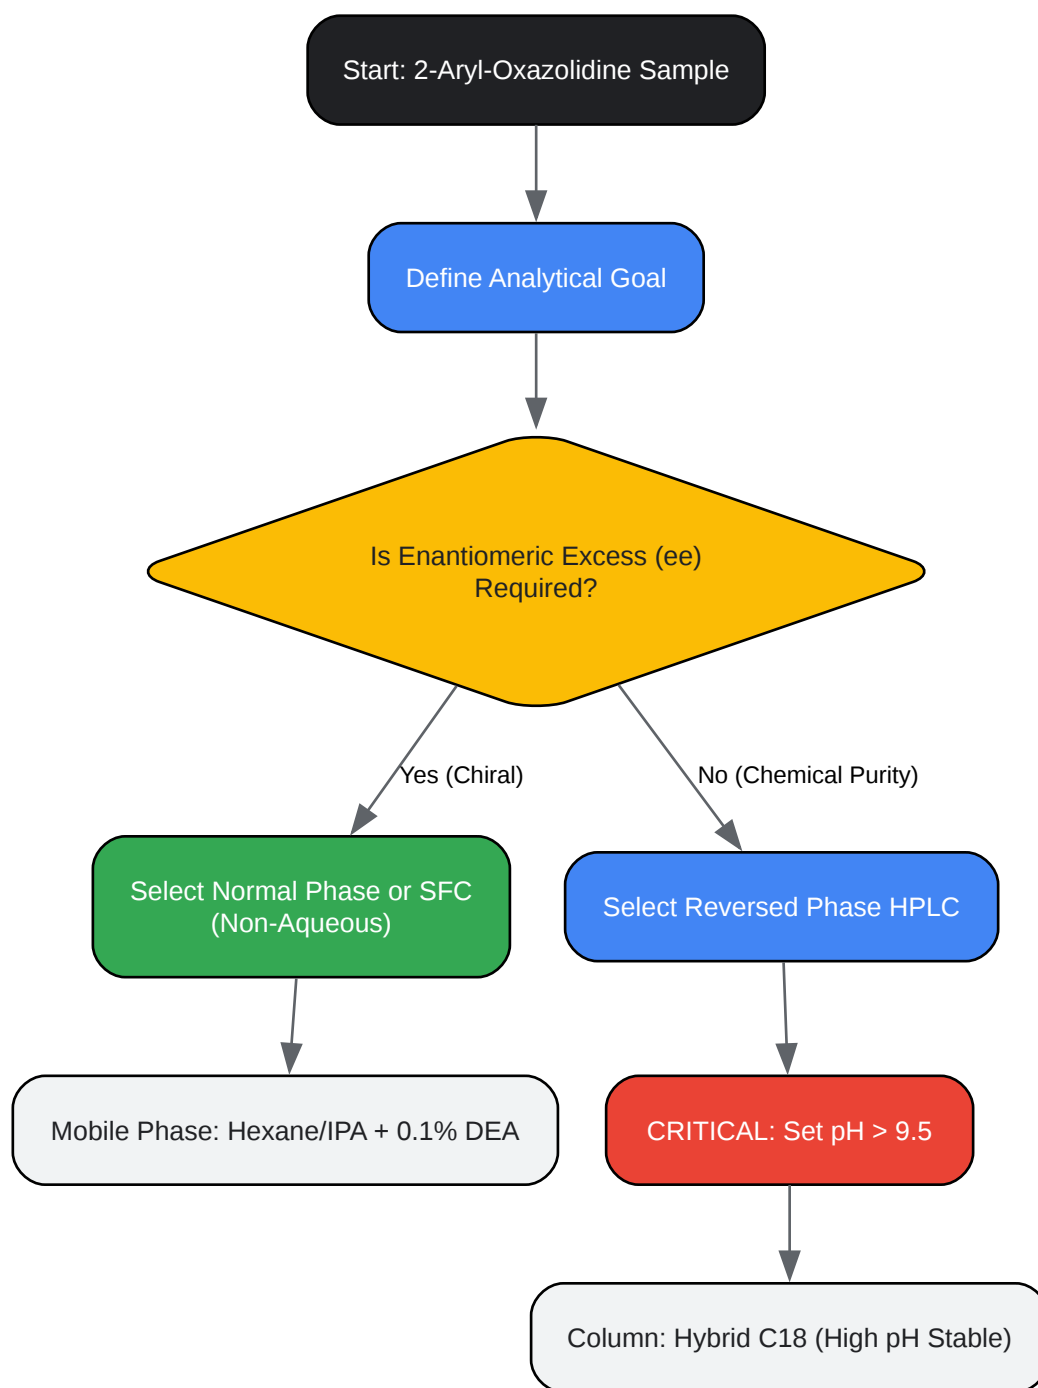 Start: 2-Aryl-Oxazolidine Sample
Define Analytical Goal
Is Enantiomeric Excess (ee)
Required?
Yes (Chiral)
No (Chemical Purity)
Select Normal Phase or SFC
(Non-Aqueous)
Select Reversed Phase HPLC
Mobile Phase: Hexane/IPA + 0.1% DEA
CRITICAL: Set pH > 9.5
Column: Hybrid C18 (High pH Stable)